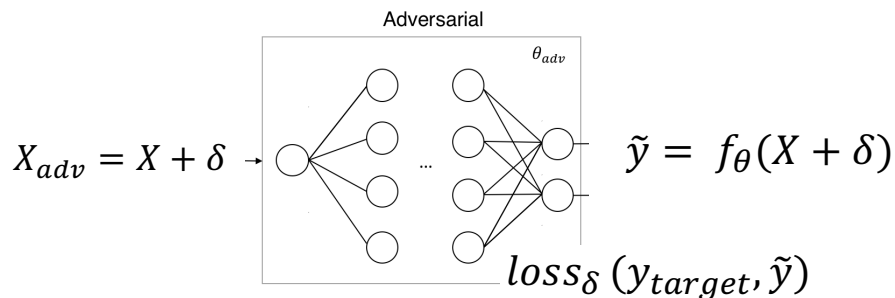 Adversarial
θ_adv
X_adv = X + δ
...
ỹ = f_θ(X + δ)
loss_δ (y_target, ỹ)